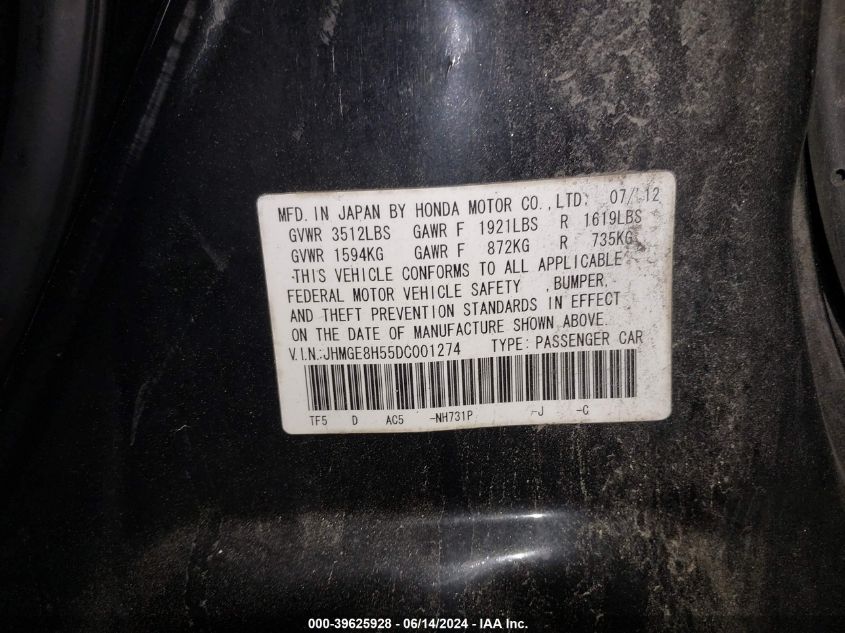 MFD. IN JAPAN BY HONDA MOTOR CO., LTD. 07/'12
GVWR 3512LBS GAWR F 1921LBS R 1619LBS
GVWR 1594KG GAWR F 872KG R 735KG
THIS VEHICLE CONFORMS TO ALL APPLICABLE
FEDERAL MOTOR VEHICLE SAFETY , BUMPER,
AND THEFT PREVENTION STANDARDS IN EFFECT
ON THE DATE OF MANUFACTURE SHOWN ABOVE.
V.I.N.:JHMGE8H55DC001274 TYPE: PASSENGER CAR
TF5 D AC5 -NH731P -J -C
000-39625928 - 06/14/2024 - IAA Inc.